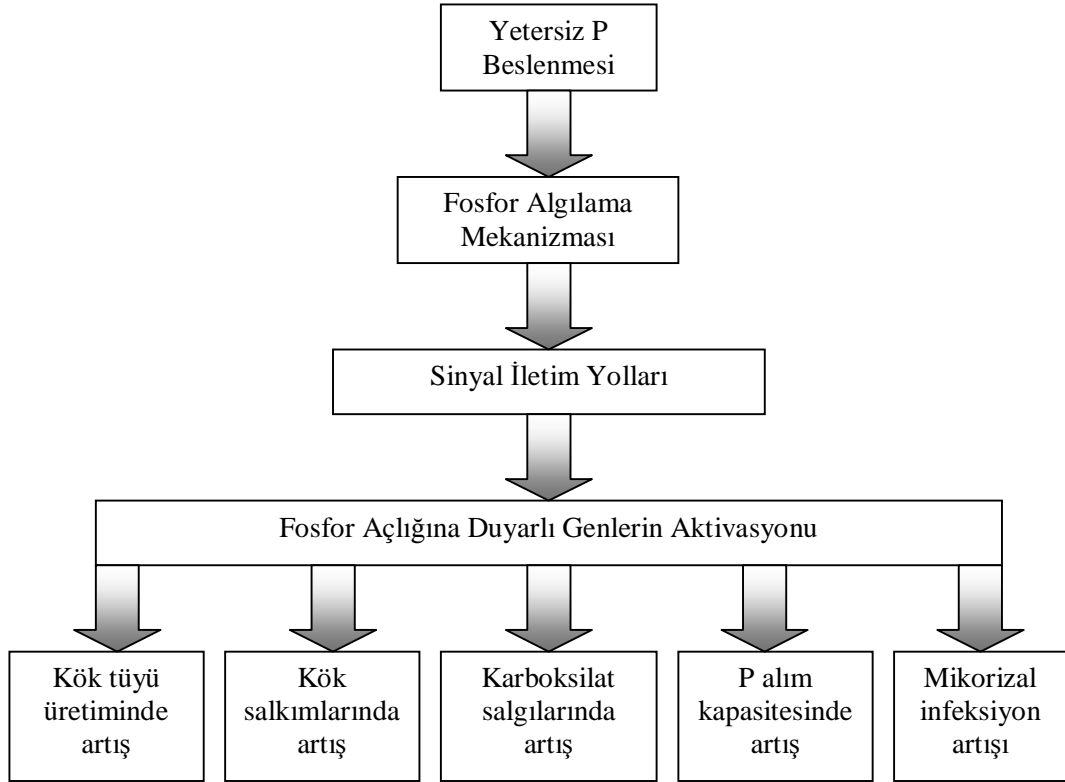 Yetersiz P
Beslenmesi
Fosfor Algılama
Mekanizması
Sinyal İletim Yolları
Fosfor Açlığına Duyarlı Genlerin Aktivasyonu
Kök tüyü
üretiminde
artış
Kök
salkımlarında
artış
Karboksilat
salgılarında
artış
P alım
kapasitesinde
artış
Mikorizal
infeksiyon
artışı